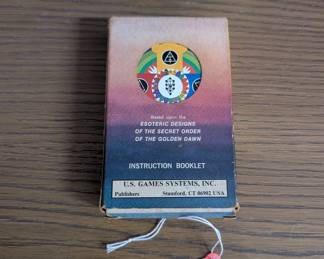 Based upon the
ESOTERIC DESIGNS
OF THE SECRET ORDER
OF THE GOLDEN DAWN
INSTRUCTION BOOKLET
U.S. GAMES SYSTEMS, INC.
Publishers Stamford, CT 06902 USA